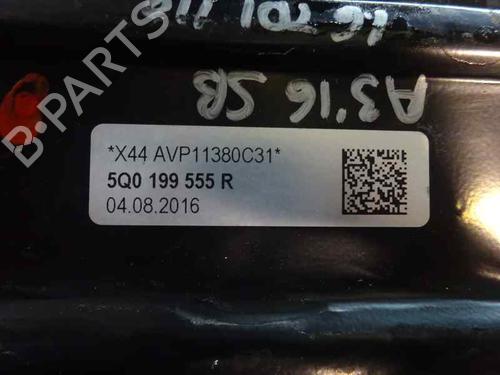 A3'16 SB
*X44 AVP11380C31*
5Q0 199 555 R
04.08.2016
B-PARTS